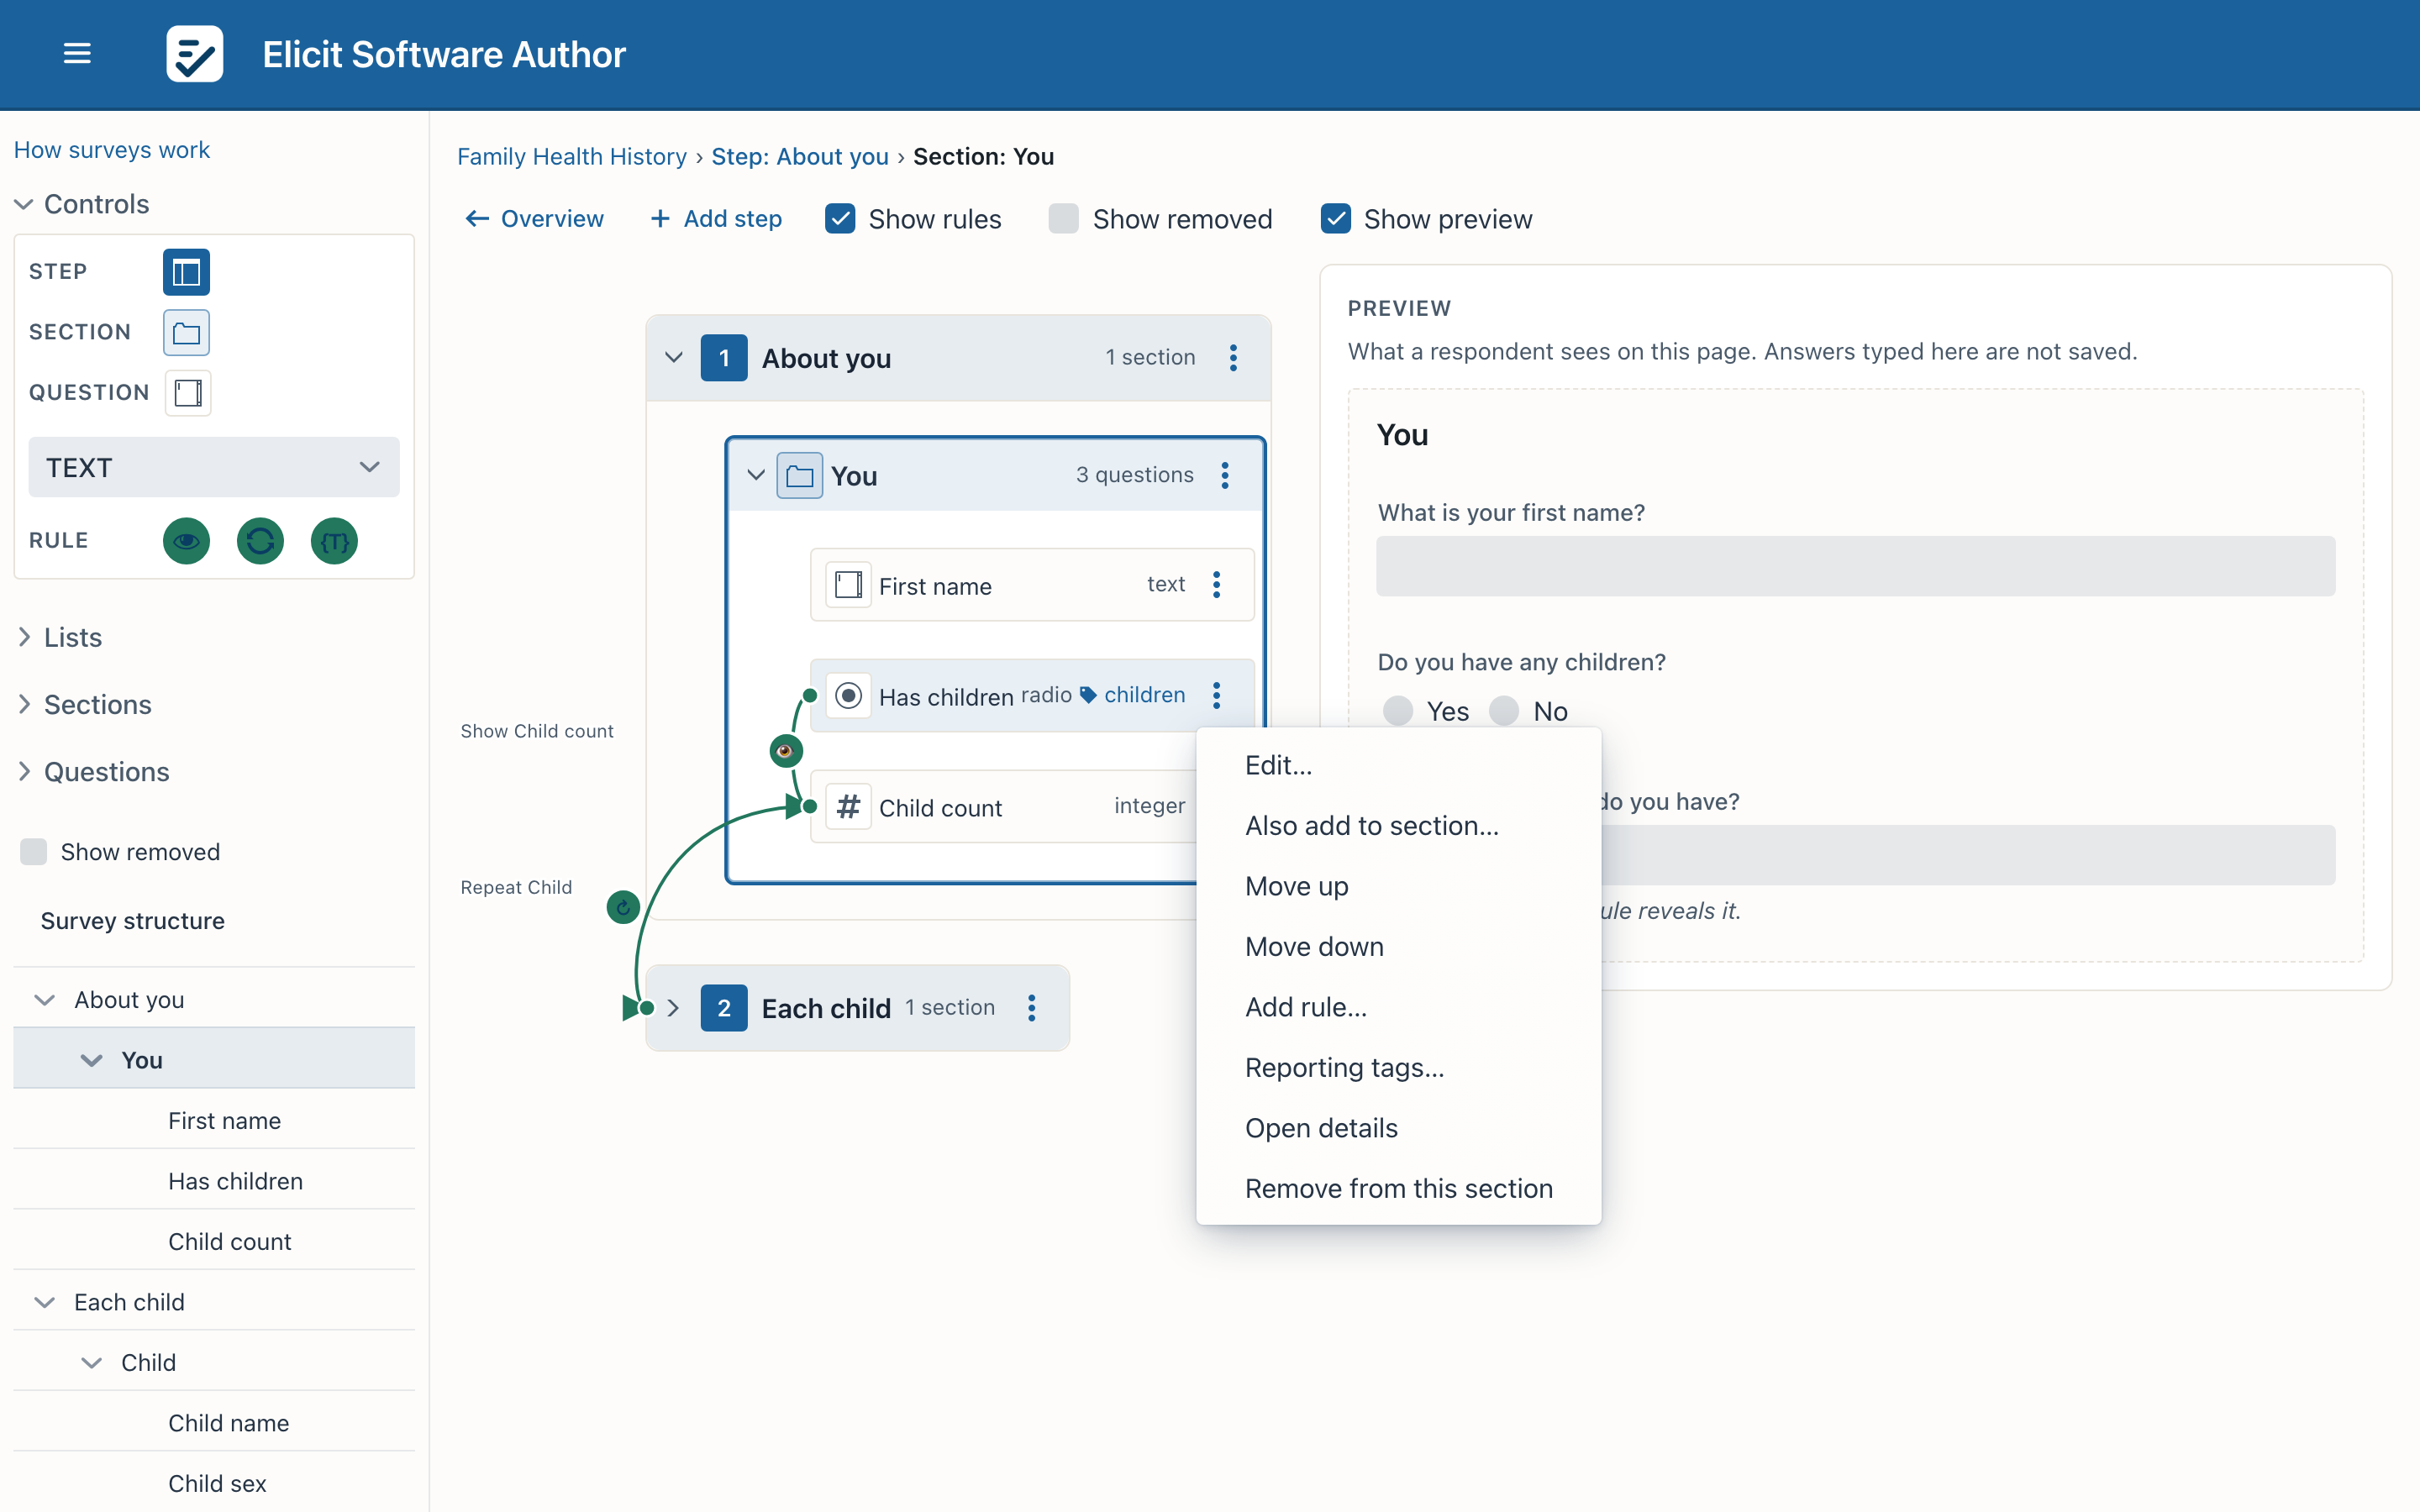 Elicit Software Author
How surveys work
Controls
STEP
SECTION
QUESTION
TEXT
RULE
{T}
Lists
Sections
Questions
Show removed
Survey structure
About you
You
First name
Has children
Child count
Each child
Child
Child name
Child sex
Family Health History › Step: About you › Section: You
Overview
Add step
Show rules
Show removed
Show preview
1 About you 1 section
You 3 questions
First name text
Has children radio children
Show Child count
# Child count integer
Repeat Child
2 Each child 1 section
Edit...
Also add to section...
Move up
Move down
Add rule...
Reporting tags...
Open details
Remove from this section
PREVIEW
What a respondent sees on this page. Answers typed here are not saved.
You
What is your first name?
Do you have any children?
Yes No
do you have?
ule reveals it.